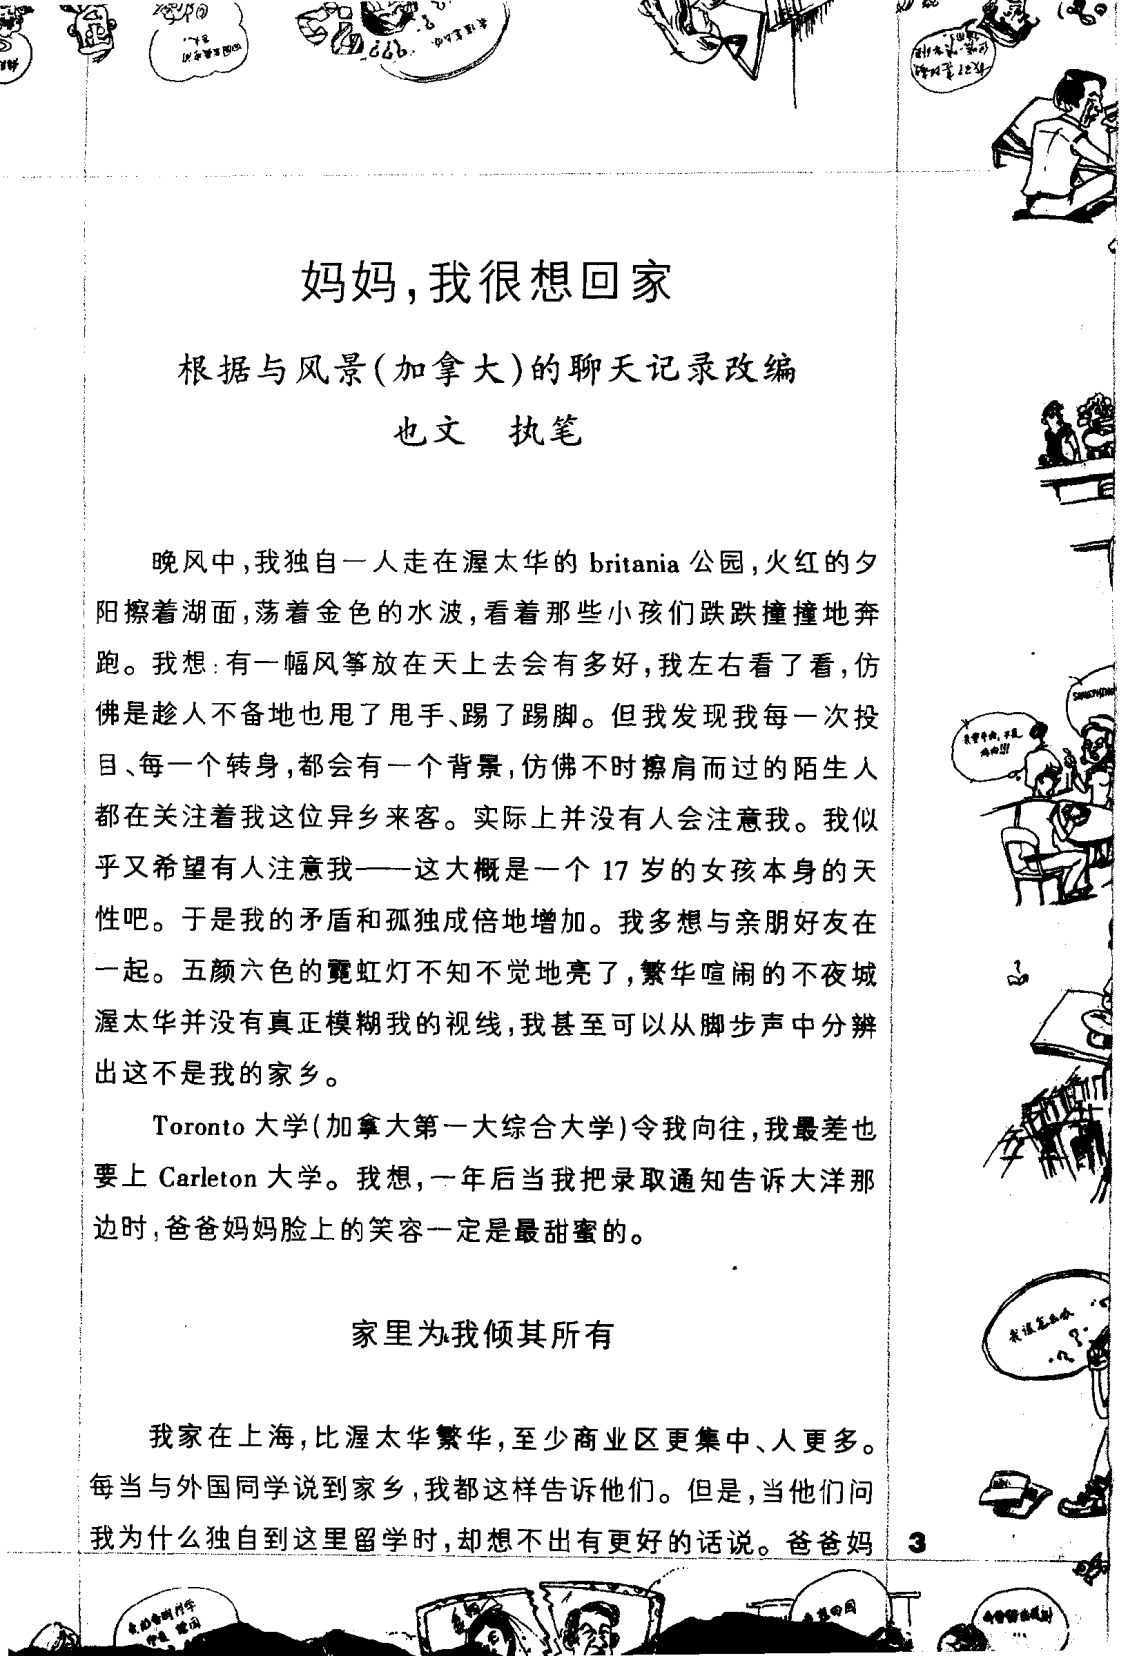 妈妈,我很想回家
根据与风景(加拿大)的聊天记录改编
也文 执笔
晚风中,我独自一人走在渥太华的 britania 公园,火红的夕
阳擦着湖面,荡着金色的水波,看着那些小孩们跌跌撞撞地奔
跑。我想:有一幅风筝放在天上去会有多好,我左右看了看,仿
佛是趁人不备地也甩了甩手、踢了踢脚。但我发现我每一次投
目、每一个转身,都会有一个背景,仿佛不时擦肩而过的陌生人
都在关注着我这位异乡来客。实际上并没有人会注意我。我似
乎又希望有人注意我——这大概是一个 17 岁的女孩本身的天
性吧。于是我的矛盾和孤独成倍地增加。我多想与亲朋好友在
一起。五颜六色的霓虹灯不知不觉地亮了,繁华喧闹的不夜城
渥太华并没有真正模糊我的视线,我甚至可以从脚步声中分辨
出这不是我的家乡。
Toronto 大学(加拿大第一大综合大学)令我向往,我最差也
要上 Carleton 大学。我想,一年后当我把录取通知告诉大洋那
边时,爸爸妈妈脸上的笑容一定是最甜蜜的。
家里为我倾其所有
我家在上海,比渥太华繁华,至少商业区更集中、人更多。
每当与外国同学说到家乡,我都这样告诉他们。但是,当他们问
我为什么独自到这里留学时,却想不出有更好的话说。爸爸妈
3
我该怎么办